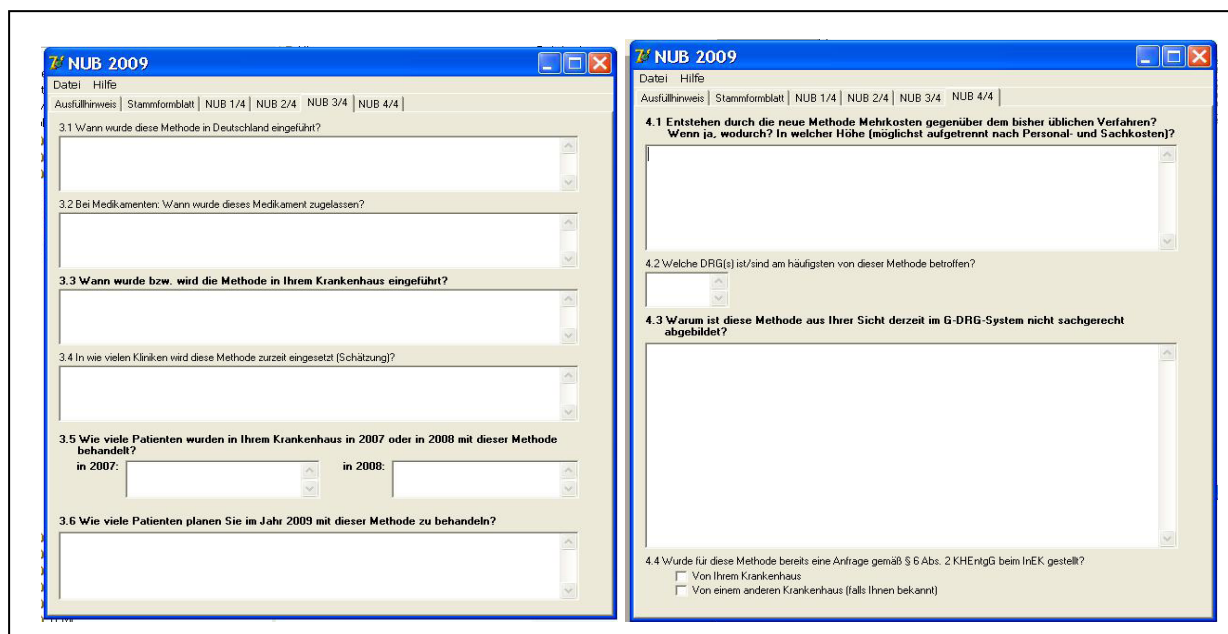 NUB 2009
Datei Hilfe
Ausfüllhinweis Stammformblatt NUB 1/4 NUB 2/4 NUB 3/4 NUB 4/4
3.1 Wann wurde diese Methode in Deutschland eingeführt?
3.2 Bei Medikamenten: Wann wurde dieses Medikament zugelassen?
3.3 Wann wurde bzw. wird die Methode in Ihrem Krankenhaus eingeführt?
3.4 In wie vielen Kliniken wird diese Methode zurzeit eingesetzt (Schätzung)?
3.5 Wie viele Patienten wurden in Ihrem Krankenhaus in 2007 oder in 2008 mit dieser Methode
behandelt?
in 2007: in 2008:
3.6 Wie viele Patienten planen Sie im Jahr 2009 mit dieser Methode zu behandeln?
NUB 2009
Datei Hilfe
Ausfüllhinweis Stammformblatt NUB 1/4 NUB 2/4 NUB 3/4 NUB 4/4
4.1 Entstehen durch die neue Methode Mehrkosten gegenüber dem bisher üblichen Verfahren?
Wenn ja, wodurch? In welcher Höhe (möglichst aufgetrennt nach Personal- und Sachkosten)?
4.2 Welche DRG(s) ist/sind am häufigsten von dieser Methode betroffen?
4.3 Warum ist diese Methode aus Ihrer Sicht derzeit im G-DRG-System nicht sachgerecht
abgebildet?
4.4 Wurde für diese Methode bereits eine Anfrage gemäß § 6 Abs. 2 KHEntgG beim InEK gestellt?
Von Ihrem Krankenhaus
Von einem anderen Krankenhaus (falls Ihnen bekannt)